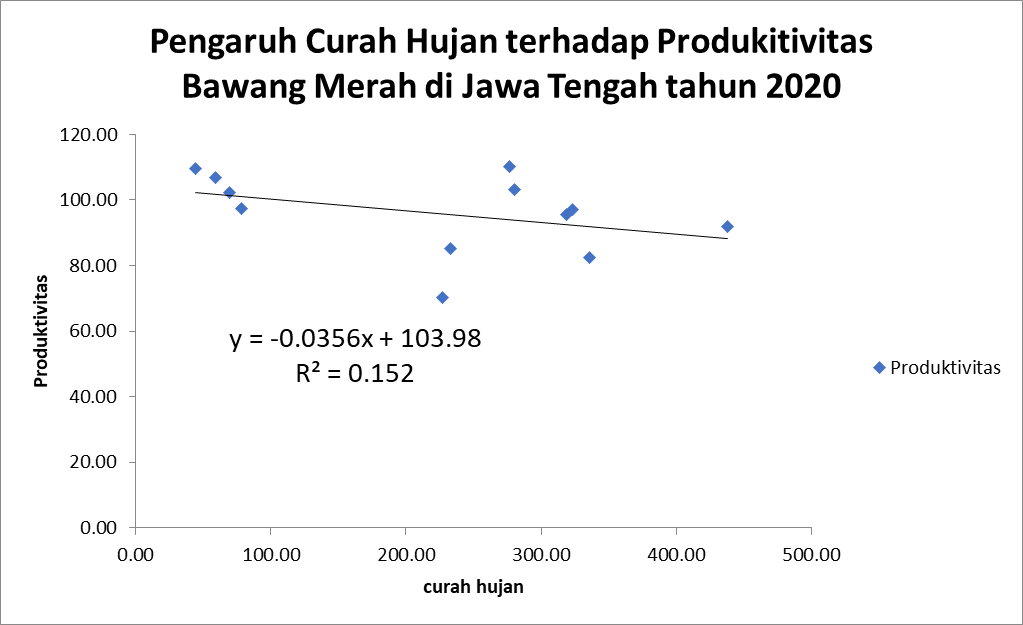 Pengaruh Curah Hujan terhadap Produkitivitas
Bawang Merah di Jawa Tengah tahun 2020
120.00
100.00
80.00
60.00
40.00
20.00
0.00
Produktivitas
y = -0.0356x + 103.98
R² = 0.152
Produktivitas
0.00 100.00 200.00 300.00 400.00 500.00
curah hujan